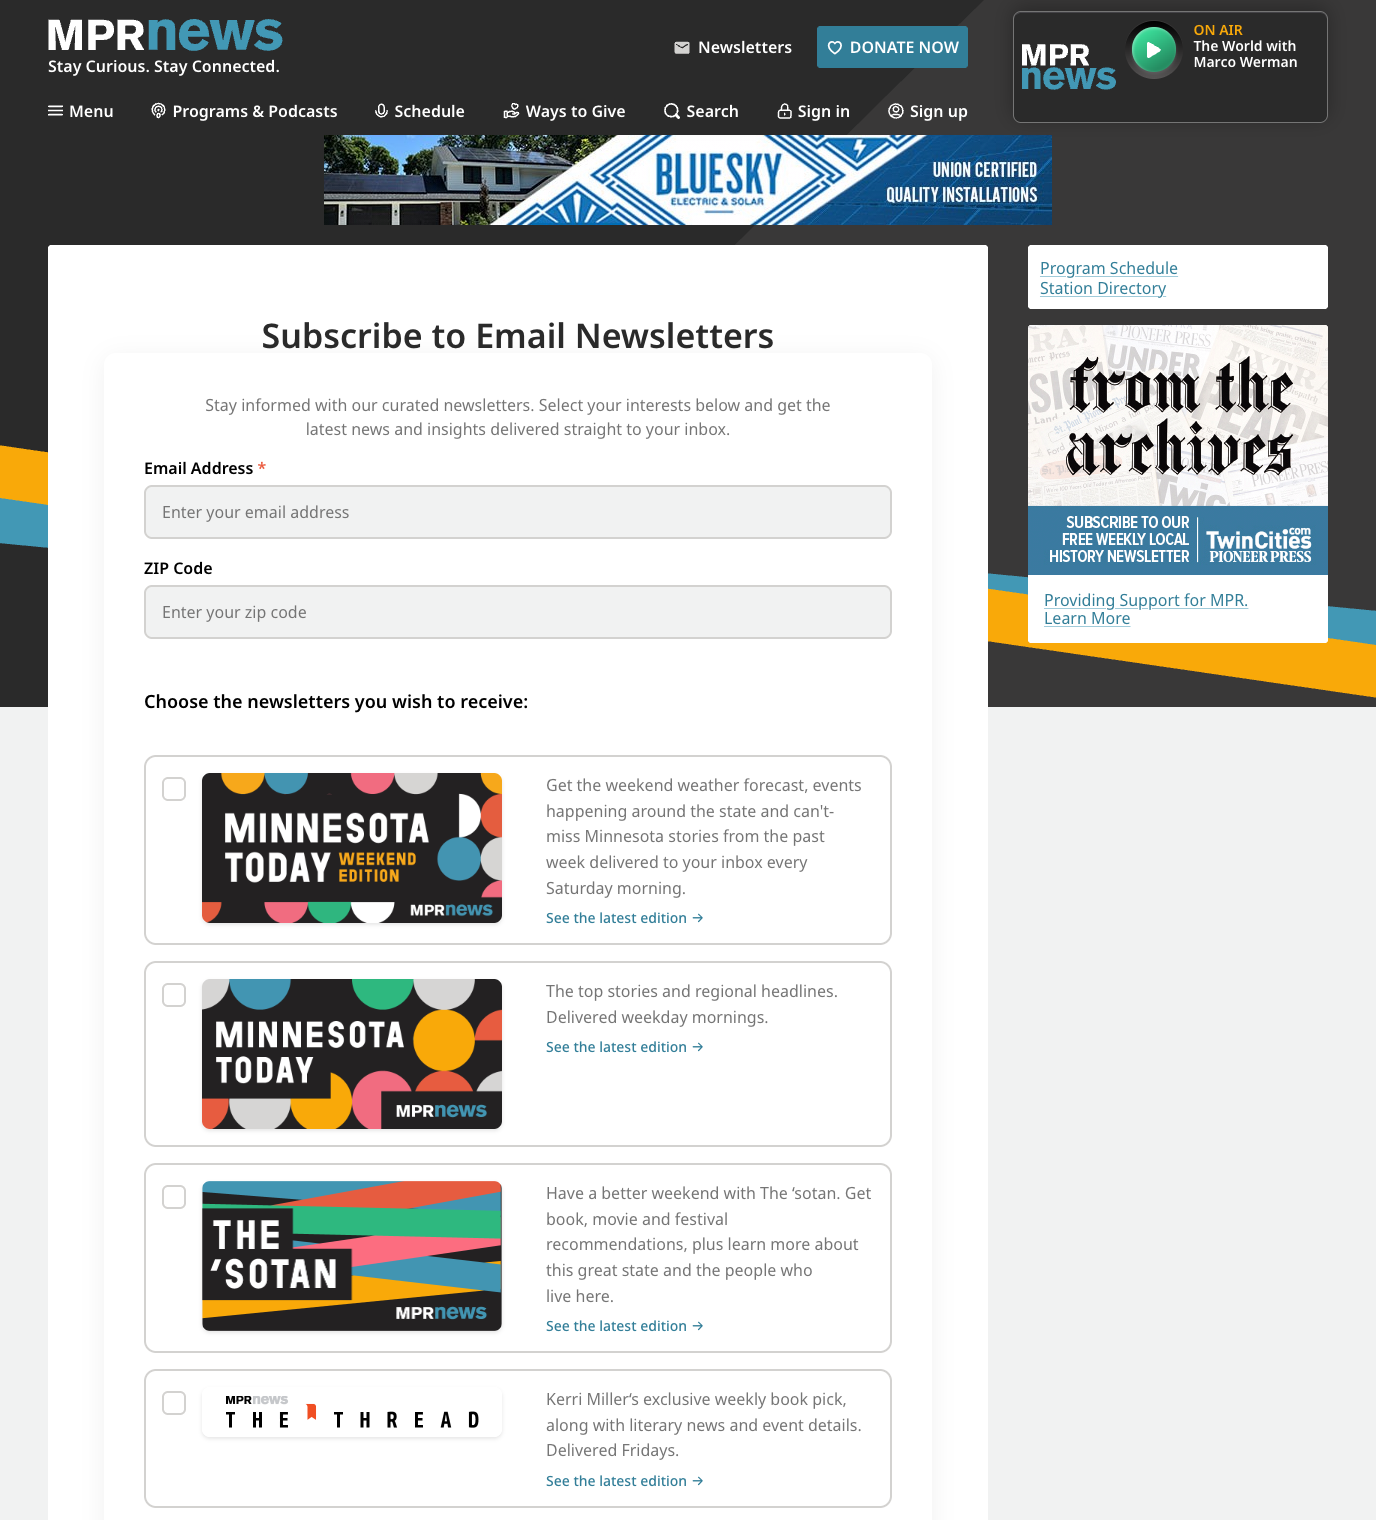 MPRnews
Stay Curious. Stay Connected.
Newsletters
DONATE NOW
MPR
news
ON AIR
The World with
Marco Werman
Menu
Programs & Podcasts
Schedule
Ways to Give
Search
Sign in
Sign up
BLUESKY
ELECTRIC & SOLAR
UNION CERTIFIED
QUALITY INSTALLATIONS
Program Schedule
Station Directory
from the
archives
SUBSCRIBE TO OUR
FREE WEEKLY LOCAL
HISTORY NEWSLETTER
TwinCities.com
PIONEER PRESS
Providing Support for MPR.
Learn More
Subscribe to Email Newsletters
Stay informed with our curated newsletters. Select your interests below and get the
latest news and insights delivered straight to your inbox.
Email Address *
Enter your email address
ZIP Code
Enter your zip code
Choose the newsletters you wish to receive:
MINNESOTA
TODAY WEEKEND
EDITION
MPRnews
Get the weekend weather forecast, events
happening around the state and can't-
miss Minnesota stories from the past
week delivered to your inbox every
Saturday morning.
See the latest edition →
MINNESOTA
TODAY
MPRnews
The top stories and regional headlines.
Delivered weekday mornings.
See the latest edition →
THE
’SOTAN
MPRnews
Have a better weekend with The ‘sotan. Get
book, movie and festival
recommendations, plus learn more about
this great state and the people who
live here.
See the latest edition →
MPRnews
THE THREAD
Kerri Miller‘s exclusive weekly book pick,
along with literary news and event details.
Delivered Fridays.
See the latest edition →